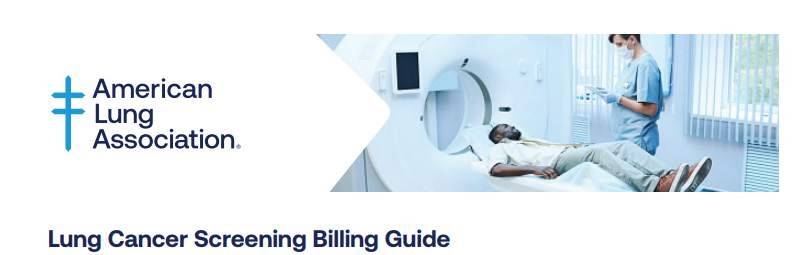 American
Lung
Association®
Lung Cancer Screening Billing Guide